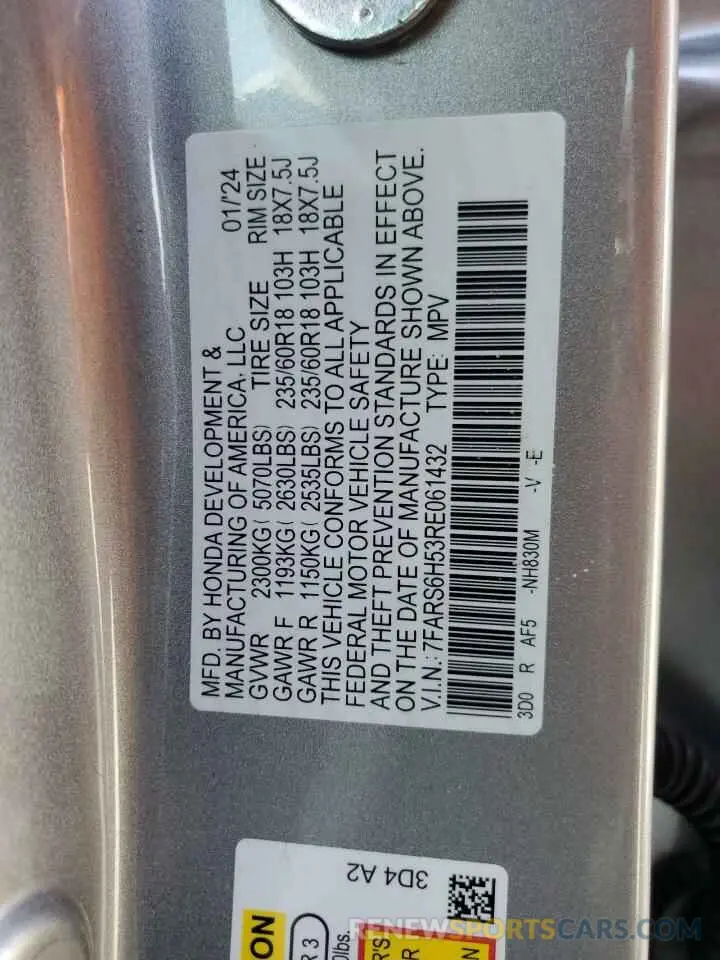 MFD. BY HONDA DEVELOPMENT &
MANUFACTURING OF AMERICA, LLC 01/'24
GVWR 2300KG( 5070LBS) TIRE SIZE RIM SIZE
GAWR F 1193KG( 2630LBS) 235/60R18 103H 18X7.5J
GAWR R 1150KG( 2535LBS) 235/60R18 103H 18X7.5J
THIS VEHICLE CONFORMS TO ALL APPLICABLE
FEDERAL MOTOR VEHICLE SAFETY
AND THEFT PREVENTION STANDARDS IN EFFECT
ON THE DATE OF MANUFACTURE SHOWN ABOVE.
V.I.N.: 7FARS6H53RE061432 TYPE: MPV
3D0 R AF5 -NH830M -V -E
3D4 A2
ON
R 3
lbs.
R'S
R
N
RENEWSPORTSCARS.COM